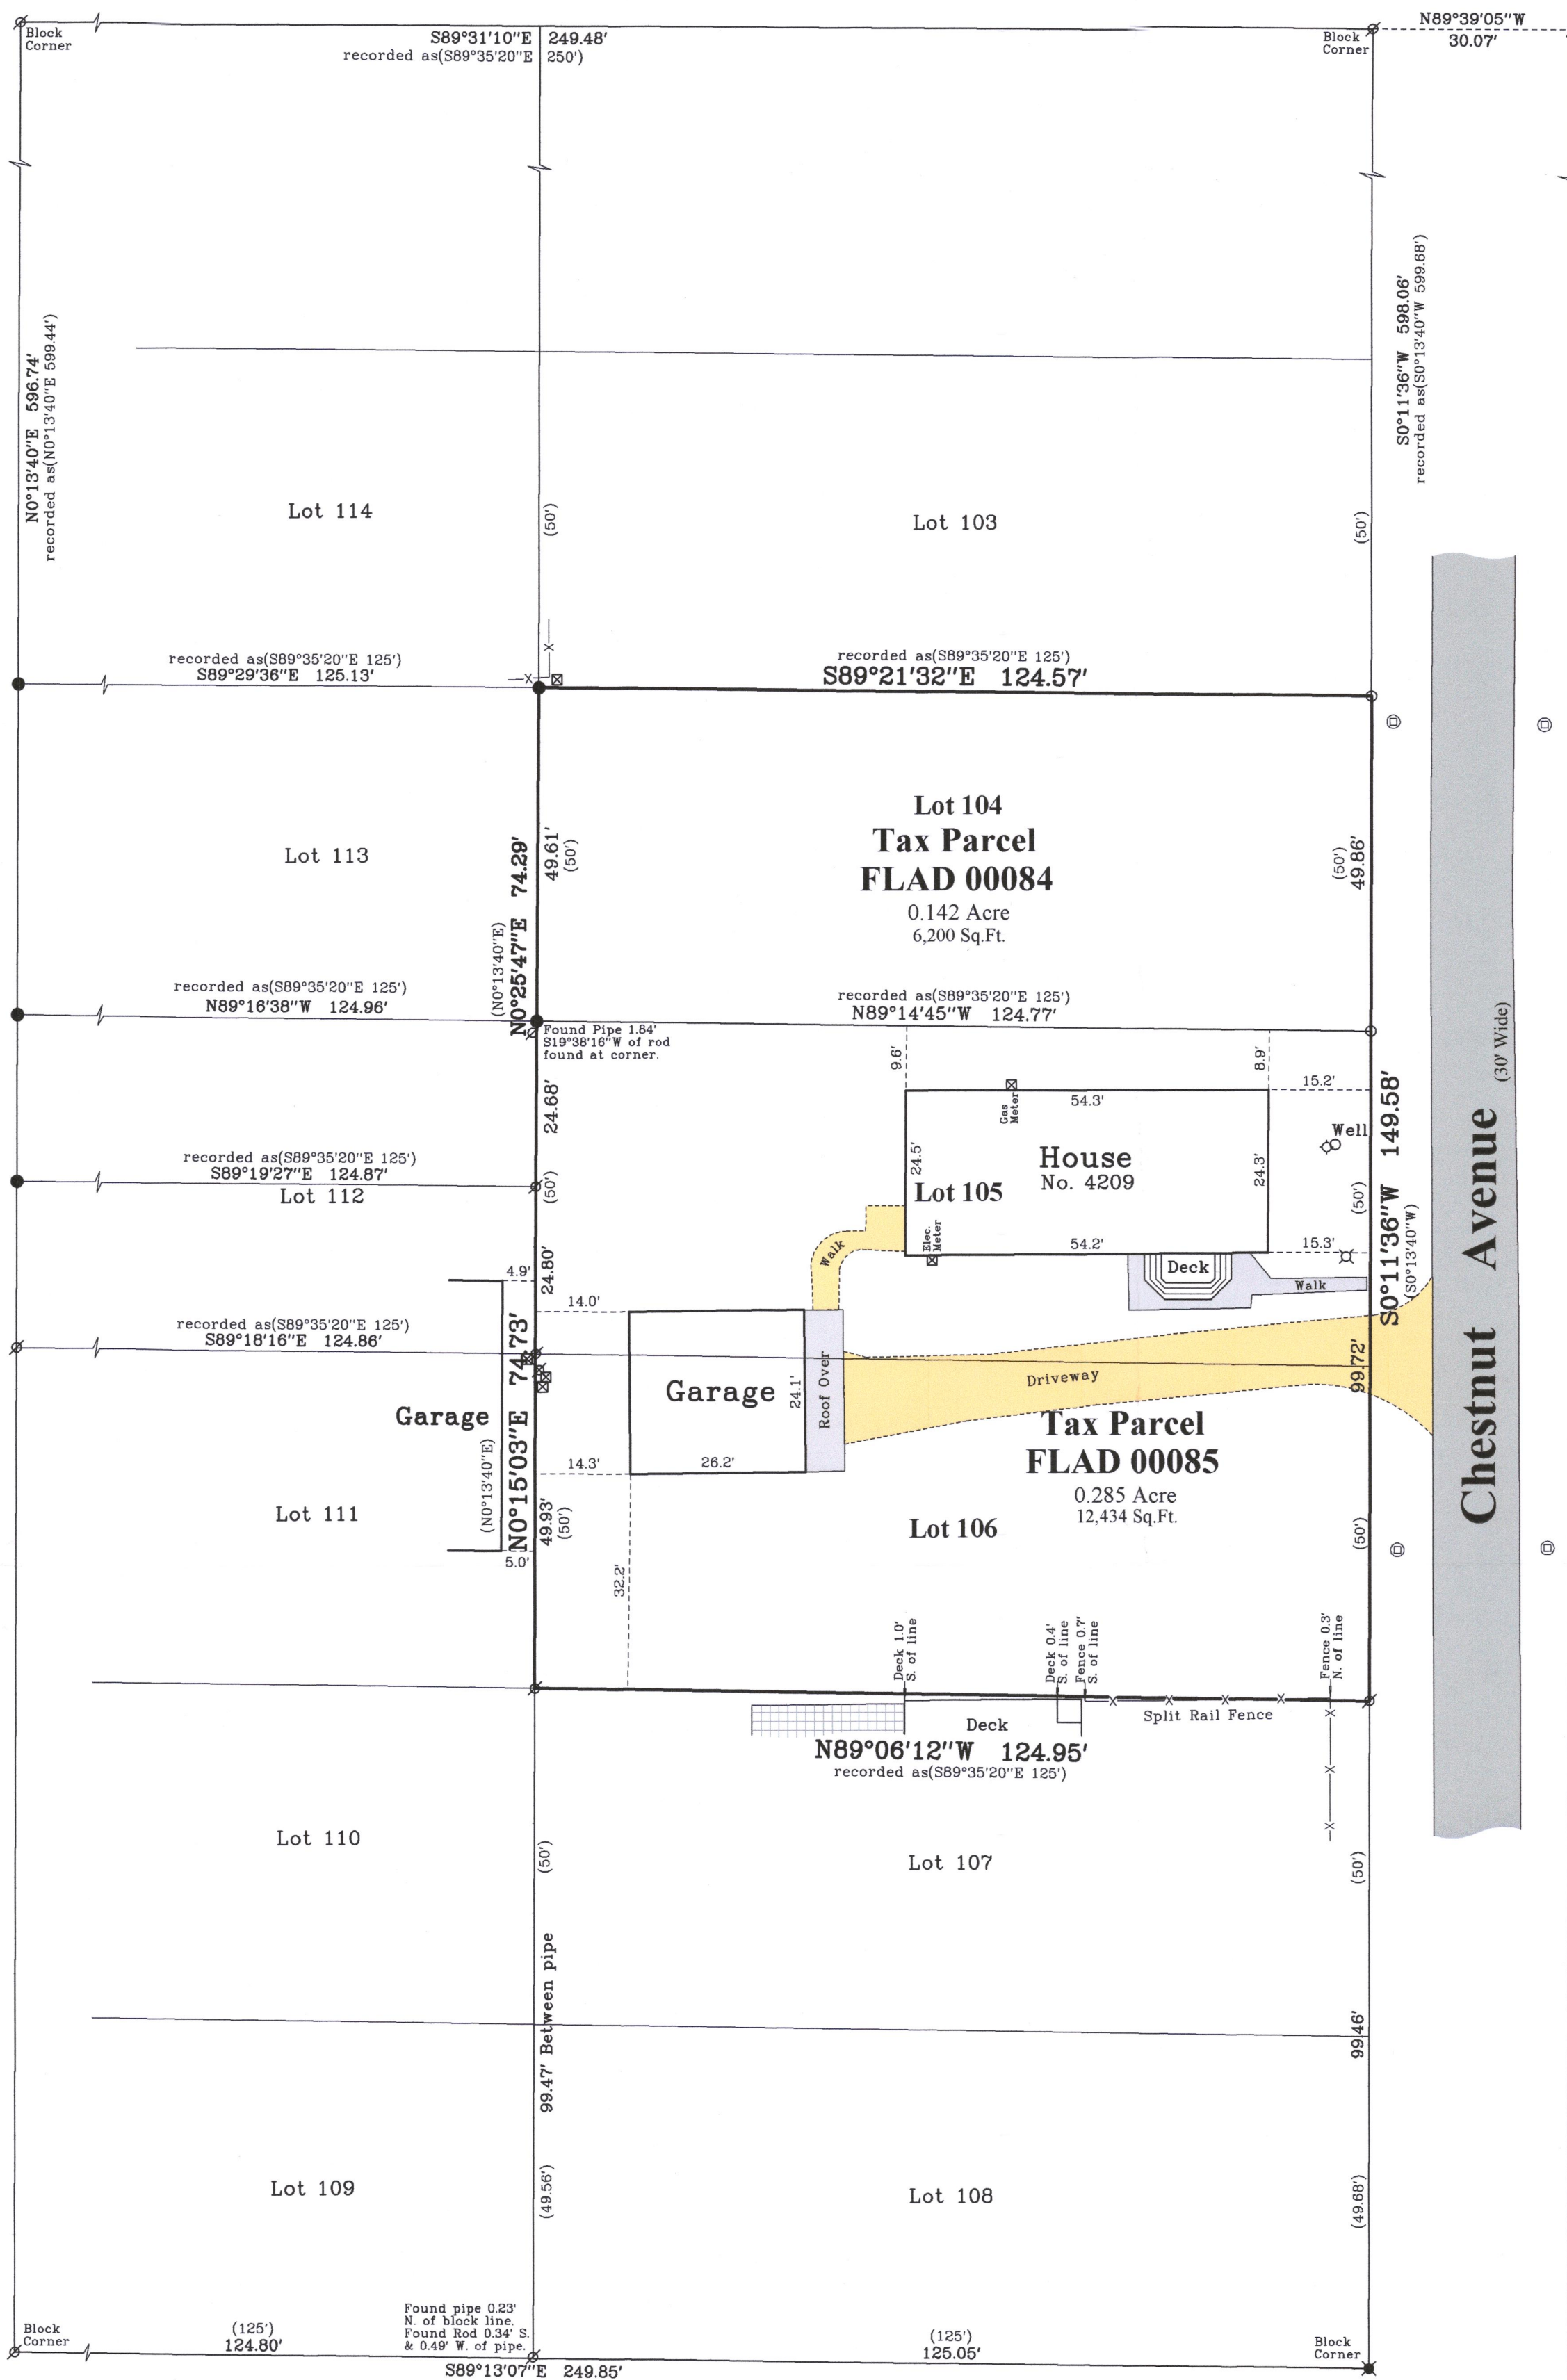 Block
Corner
S89°31'10"E 249.48'
recorded as(S89°35'20"E 250')
Block
Corner
N89°39'05"W
30.07'
N0°13'40"E 596.74'
recorded as(N0°13'40"E 599.44')
S0°11'36"W 598.06'
recorded as(S0°13'40"W 599.68')
Lot 114
(50')
Lot 103
(50')
recorded as(S89°35'20"E 125')
S89°29'36"E 125.13'
recorded as(S89°35'20"E 125')
S89°21'32"E 124.57'
Lot 113
N0°25'47"E 74.29'
(N0°13'40"E)
49.61'
(50')
Lot 104
Tax Parcel
FLAD 00084
0.142 Acre
6,200 Sq.Ft.
(50')
49.86'
recorded as(S89°35'20"E 125')
N89°16'38"W 124.96'
recorded as(S89°35'20"E 125')
N89°14'45"W 124.77'
Found Pipe 1.84'
S19°38'16"W of rod
found at corner.
9.6'
8.9'
15.2'
54.3'
Gas
Meter
24.68'
24.5'
House
No. 4209
24.3'
Well
Lot 105
recorded as(S89°35'20"E 125')
S89°19'27"E 124.87'
Lot 112
(50')
(50')
Elec.
Meter
54.2'
15.3'
Walk
Deck
Walk
S0°11'36"W 149.58'
(S0°13'40"W)
24.80'
4.9'
14.0'
recorded as(S89°35'20"E 125')
S89°18'16"E 124.86'
Garage
24.1'
Roof Over
Driveway
99.72'
Garage
N0°15'03"E 74.73'
(N0°13'40"E)
14.3'
26.2'
Tax Parcel
FLAD 00085
0.285 Acre
12,434 Sq.Ft.
Lot 111
49.93'
(50')
5.0'
32.2'
Lot 106
(50')
Chestnut Avenue
(30' Wide)
Deck 1.0'
S. of line
Deck 0.4'
S. of line
Fence 0.7'
S. of line
Fence 0.3'
N. of line
Split Rail Fence
Deck
N89°06'12"W 124.95'
recorded as(S89°35'20"E 125')
Lot 110
(50')
Lot 107
(50')
99.47' Between pipe
99.46'
Lot 109
(49.56')
Lot 108
(49.68')
Found pipe 0.23'
N. of block line.
Found Rod 0.34' S.
& 0.49' W. of pipe.
Block
Corner
(125')
124.80'
(125')
125.05'
Block
Corner
S89°13'07"E 249.85'